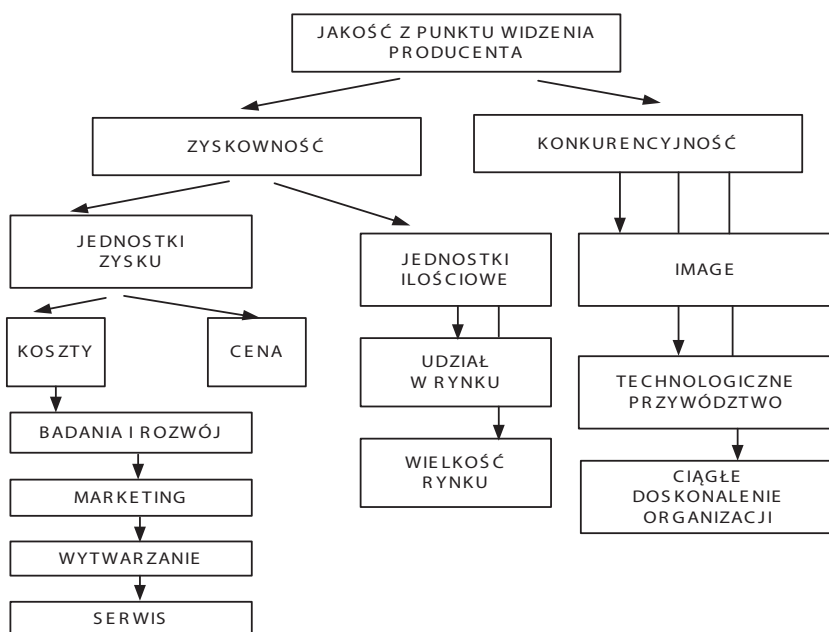 JAKOŚĆ Z PUNKTU WIDZENIA
PRODUCENTA
ZYSKOWNOŚĆ
KONKURENCYJNOŚĆ
JEDNOSTKI
ZYSKU
JEDNOSTKI
ILOŚCIOWE
IMAGE
KOSZTY
CENA
UDZIAŁ
W RYNKU
TECHNOLOGICZNE
PRZYWÓDZTWO
BADANIA I ROZWÓJ
WIELKOŚĆ
RYNKU
CIĄGŁE
DOSKONALENIE
ORGANIZACJI
MARKETING
WYTWARZANIE
SERWIS